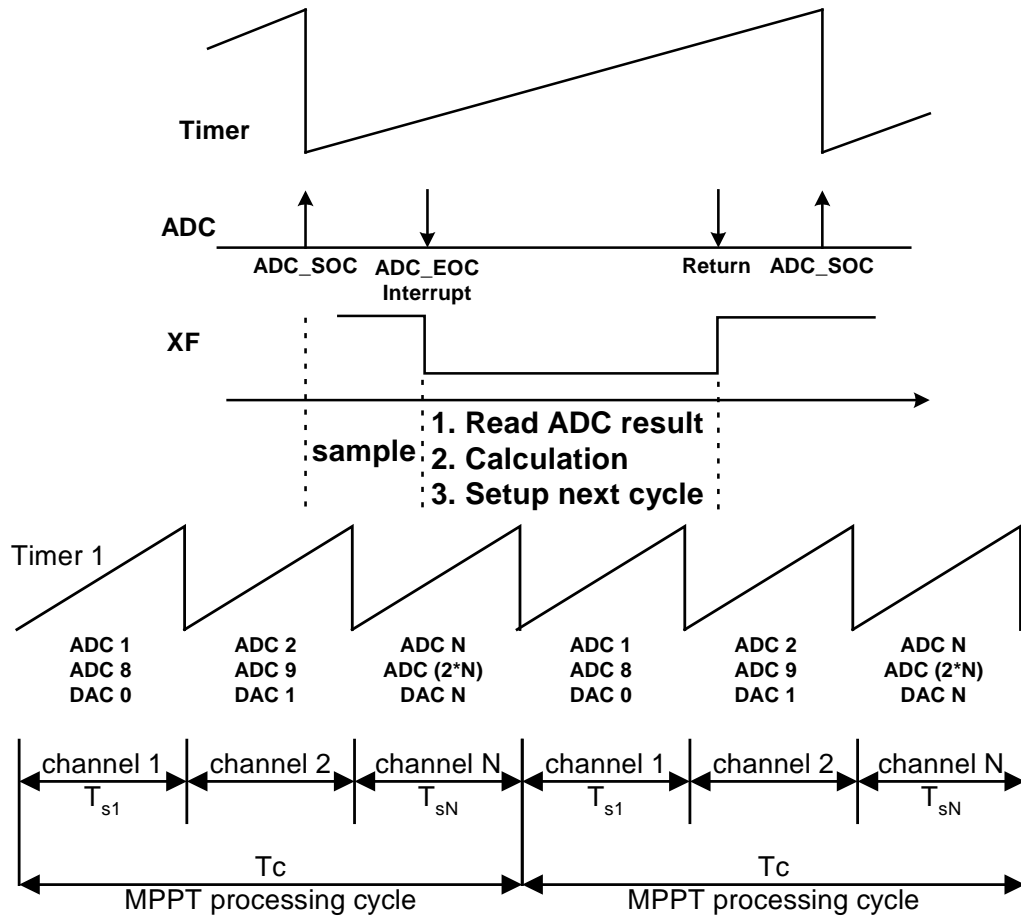 Timer
ADC
ADC_SOC ADC_EOC Return ADC_SOC
Interrupt
XF
sample
1. Read ADC result
2. Calculation
3. Setup next cycle
Timer 1
ADC 1 ADC 2 ADC N ADC 1 ADC 2 ADC N
ADC 8 ADC 9 ADC (2*N) ADC 8 ADC 9 ADC (2*N)
DAC 0 DAC 1 DAC N DAC 0 DAC 1 DAC N
channel 1 channel 2 channel N channel 1 channel 2 channel N
Ts1 TsN Ts1 TsN
Tc Tc
MPPT processing cycle MPPT processing cycle